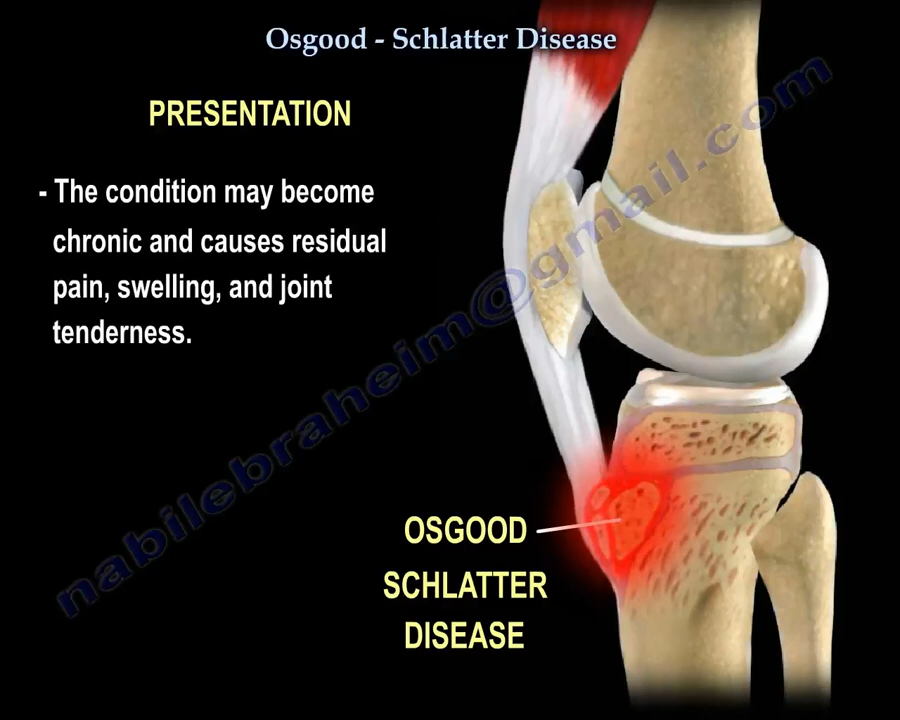 Osgood - Schlatter Disease
PRESENTATION
- The condition may become
chronic and causes residual
pain, swelling, and joint
tenderness.
nabilebraheim@gmail.com
OSGOOD
SCHLATTER
DISEASE